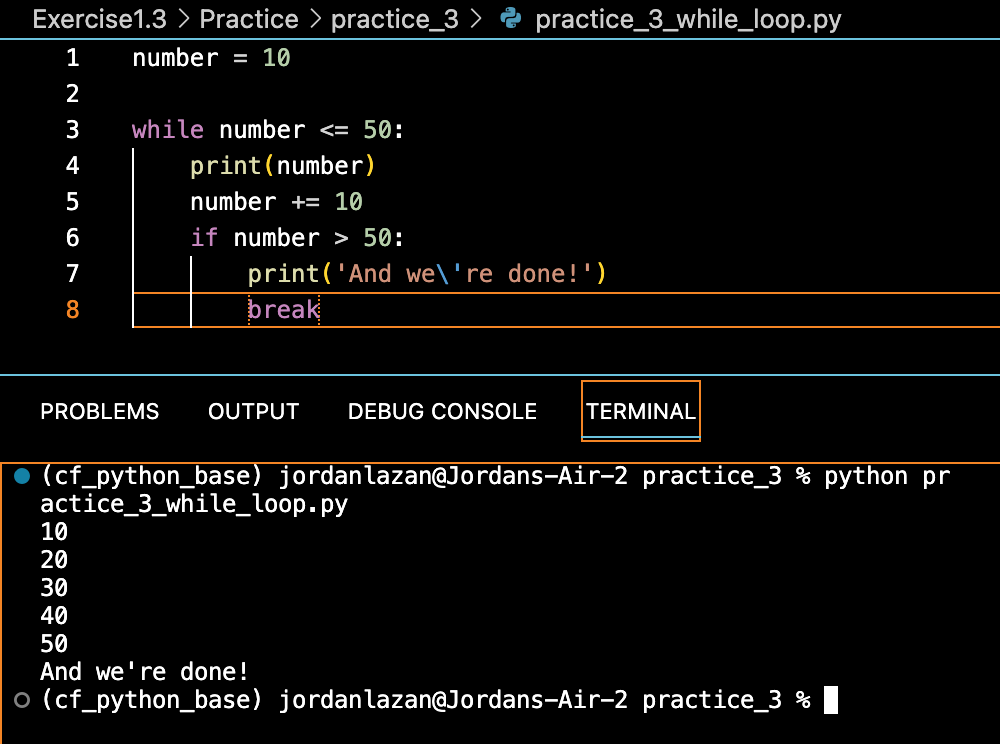 Exercise1.3 > Practice > practice_3 > practice_3_while_loop.py
1 number = 10
2
3 while number <= 50:
4     print(number)
5     number += 10
6     if number > 50:
7         print('And we\'re done!')
8         break
PROBLEMS OUTPUT DEBUG CONSOLE TERMINAL
(cf_python_base) jordanlazan@Jordans-Air-2 practice_3 % python pr
actice_3_while_loop.py
10
20
30
40
50
And we're done!
(cf_python_base) jordanlazan@Jordans-Air-2 practice_3 %